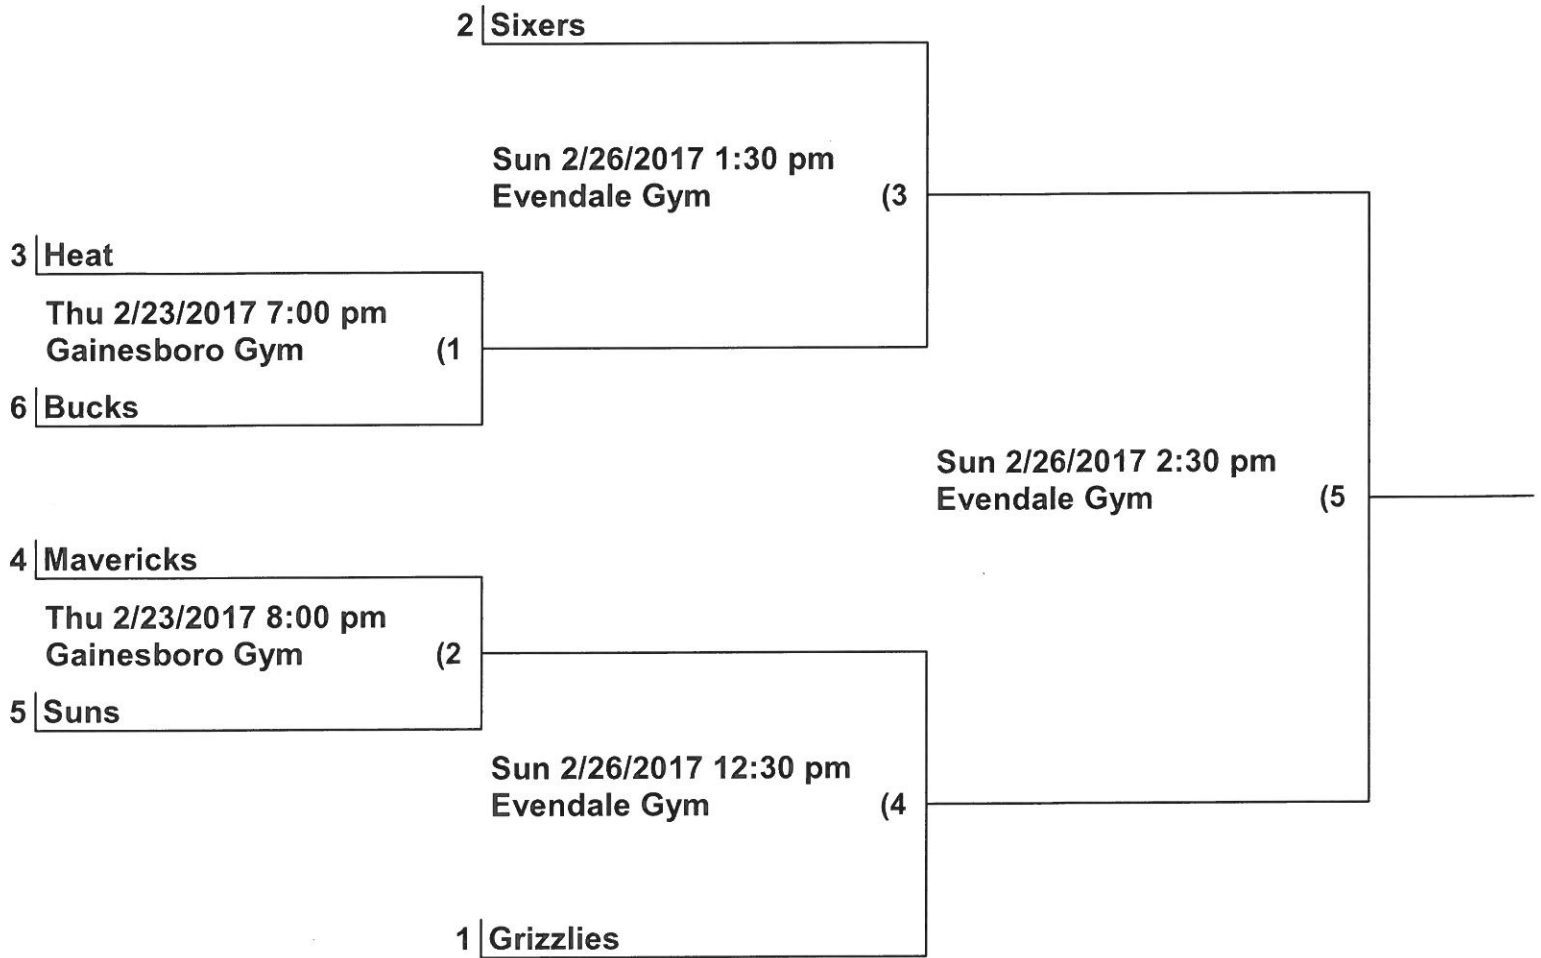 2 Sixers
Sun 2/26/2017 1:30 pm
Evendale Gym (3
3 Heat
Thu 2/23/2017 7:00 pm
Gainesboro Gym (1
6 Bucks
Sun 2/26/2017 2:30 pm
Evendale Gym (5
4 Mavericks
Thu 2/23/2017 8:00 pm
Gainesboro Gym (2
5 Suns
Sun 2/26/2017 12:30 pm
Evendale Gym (4
1 Grizzlies